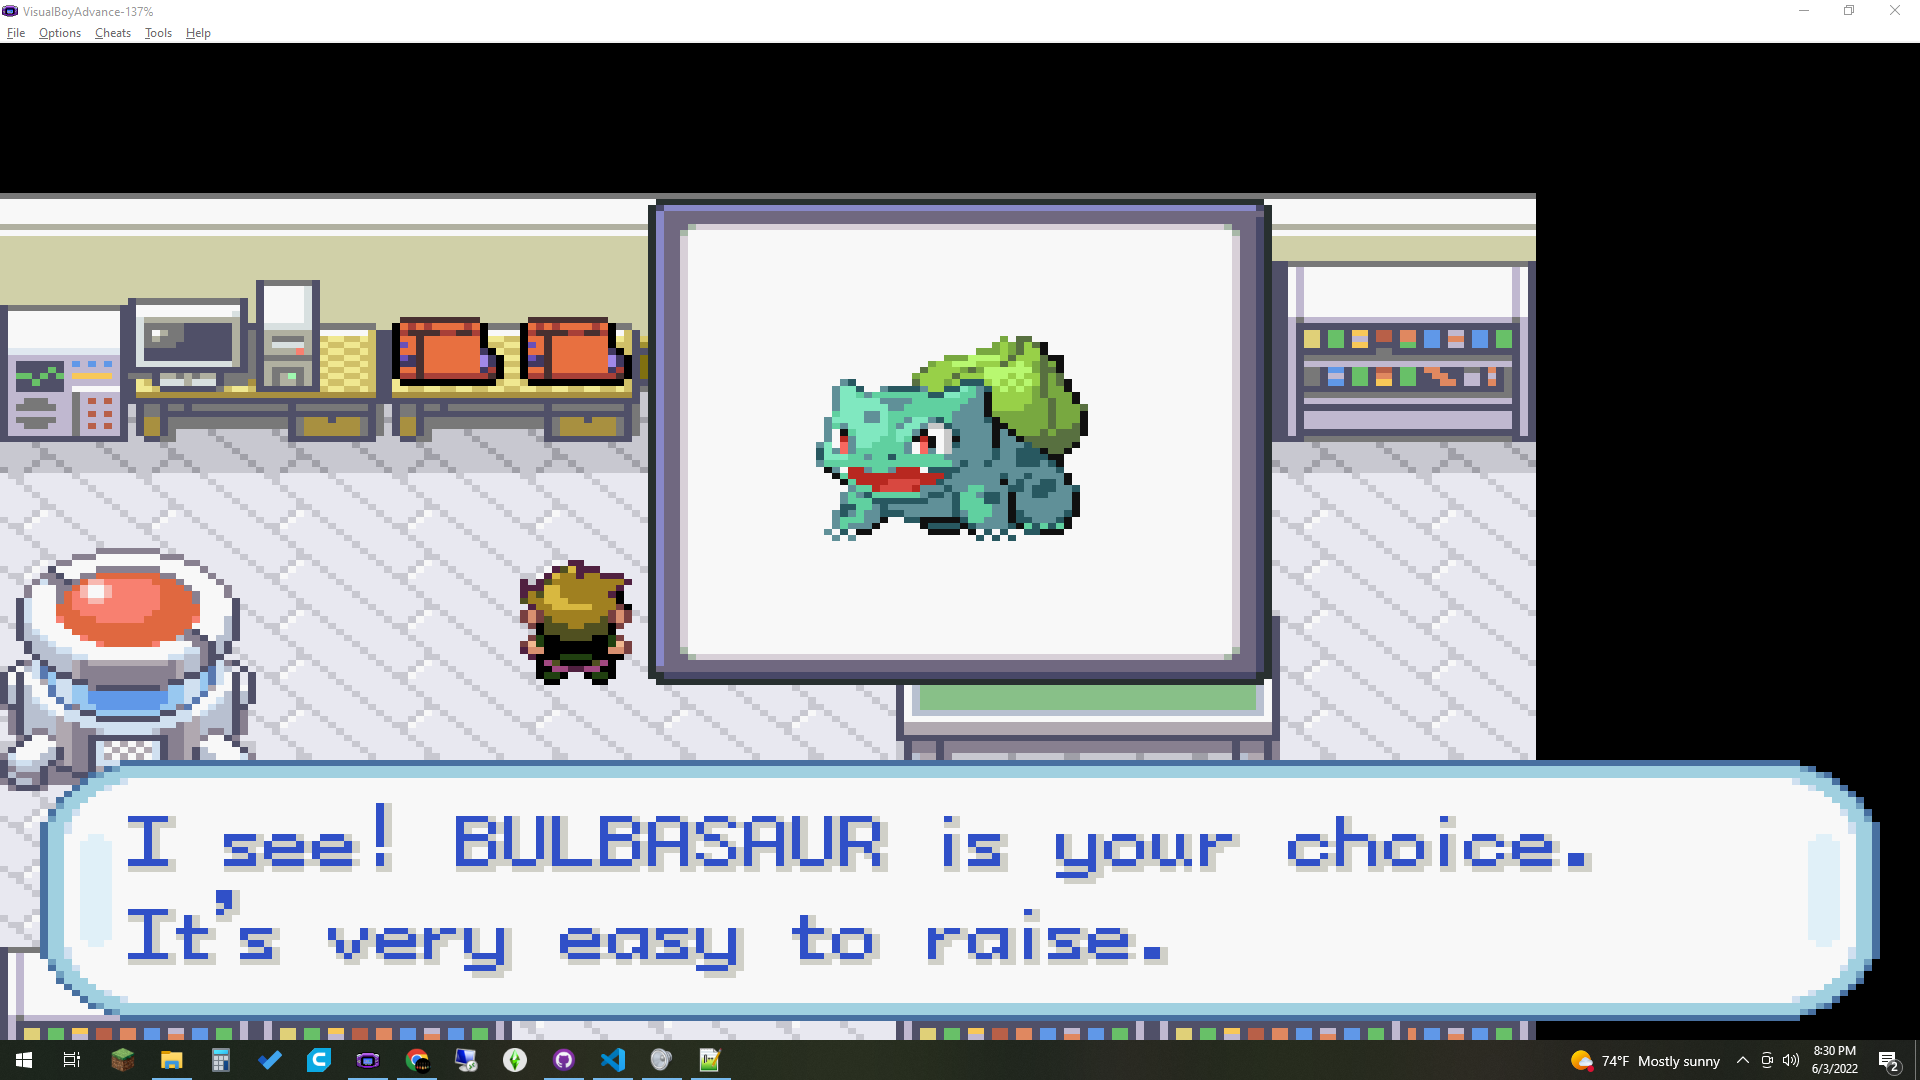 VisualBoyAdvance-137%
File Options Cheats Tools Help
I see! BULBASAUR is your choice.
It's very easy to raise.
74°F Mostly sunny
8:30 PM
6/3/2022
2